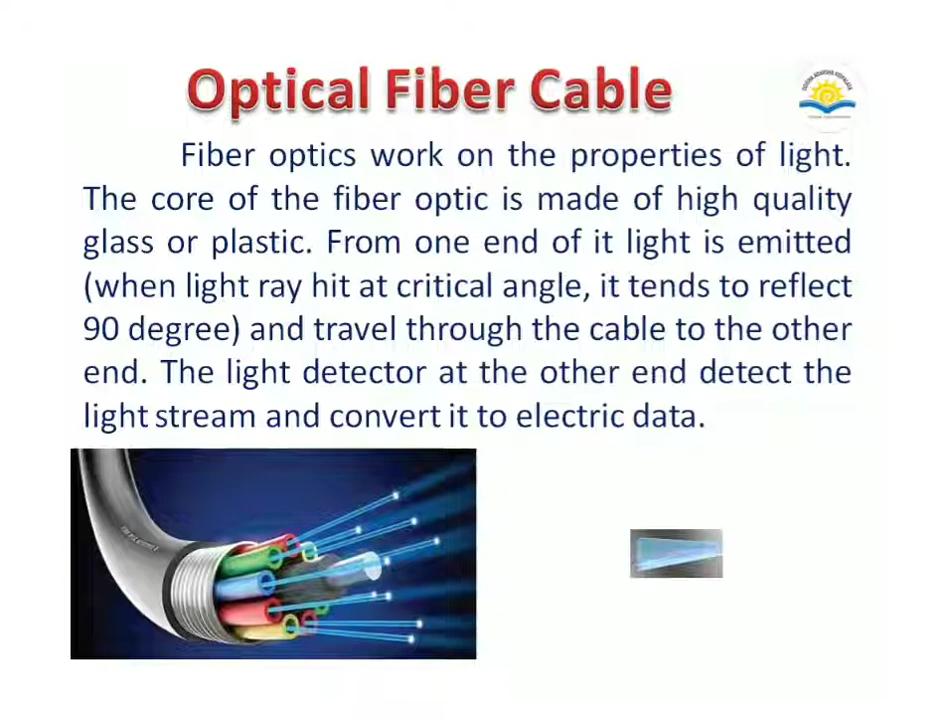 Optical Fiber Cable
Fiber optics work on the properties of light.
The core of the fiber optic is made of high quality
glass or plastic. From one end of it light is emitted
(when light ray hit at critical angle, it tends to reflect
90 degree) and travel through the cable to the other
end. The light detector at the other end detect the
light stream and convert it to electric data.